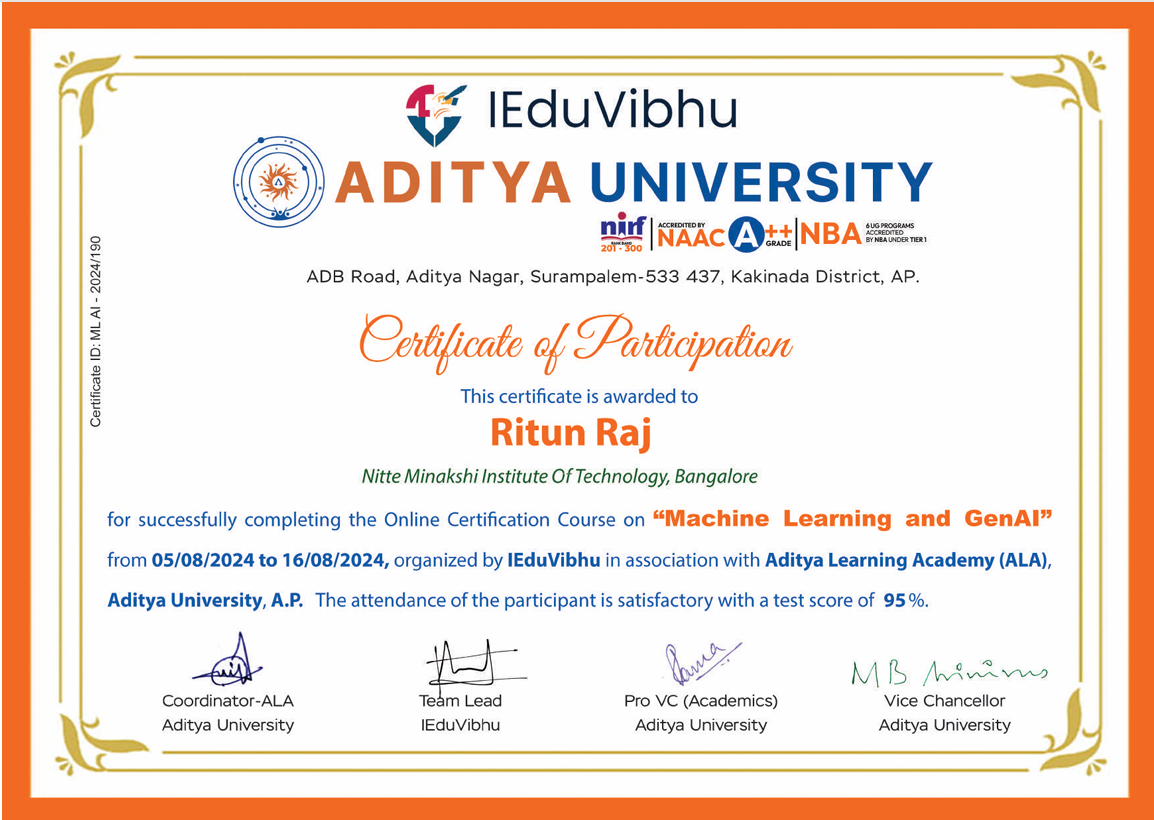 IEduVibhu
ADITYA UNIVERSITY
nirf
RANK BAND
201 - 300
ACCREDITED BY
NAAC A++ GRADE
NBA
6 UG PROGRAMS
ACCREDITED
BY NBA UNDER TIER 1
ADB Road, Aditya Nagar, Surampalem-533 437, Kakinada District, AP.
Certificate ID: ML AI - 2024/190
Certificate of Participation
This certificate is awarded to
Ritun Raj
Nitte Minakshi Institute Of Technology, Bangalore
for successfully completing the Online Certification Course on “Machine Learning and GenAI”
from 05/08/2024 to 16/08/2024, organized by IEduVibhu in association with Aditya Learning Academy (ALA),
Aditya University, A.P. The attendance of the participant is satisfactory with a test score of 95%.
Coordinator-ALA
Aditya University
Team Lead
IEduVibhu
Rama
Pro VC (Academics)
Aditya University
MB
Vice Chancellor
Aditya University